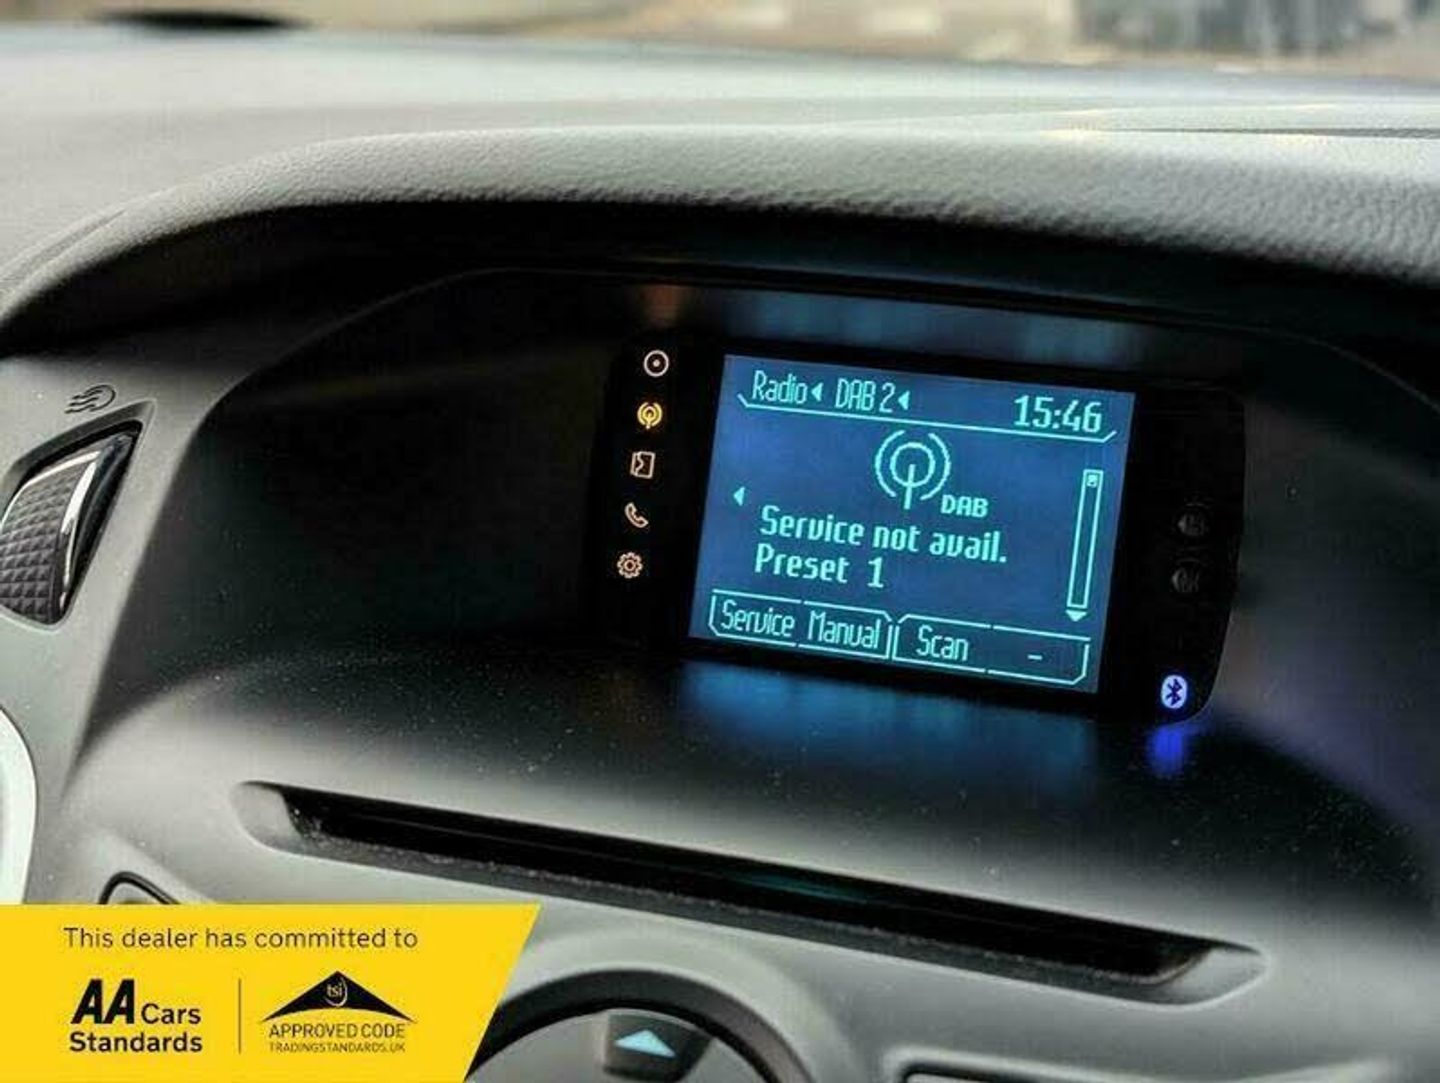 Radio DAB 2 15:46
DAB
Service not avail.
Preset 1
Service Manual Scan -
This dealer has committed to
AA Cars
Standards
tsi
APPROVED CODE
TRADINGSTANDARDS.UK